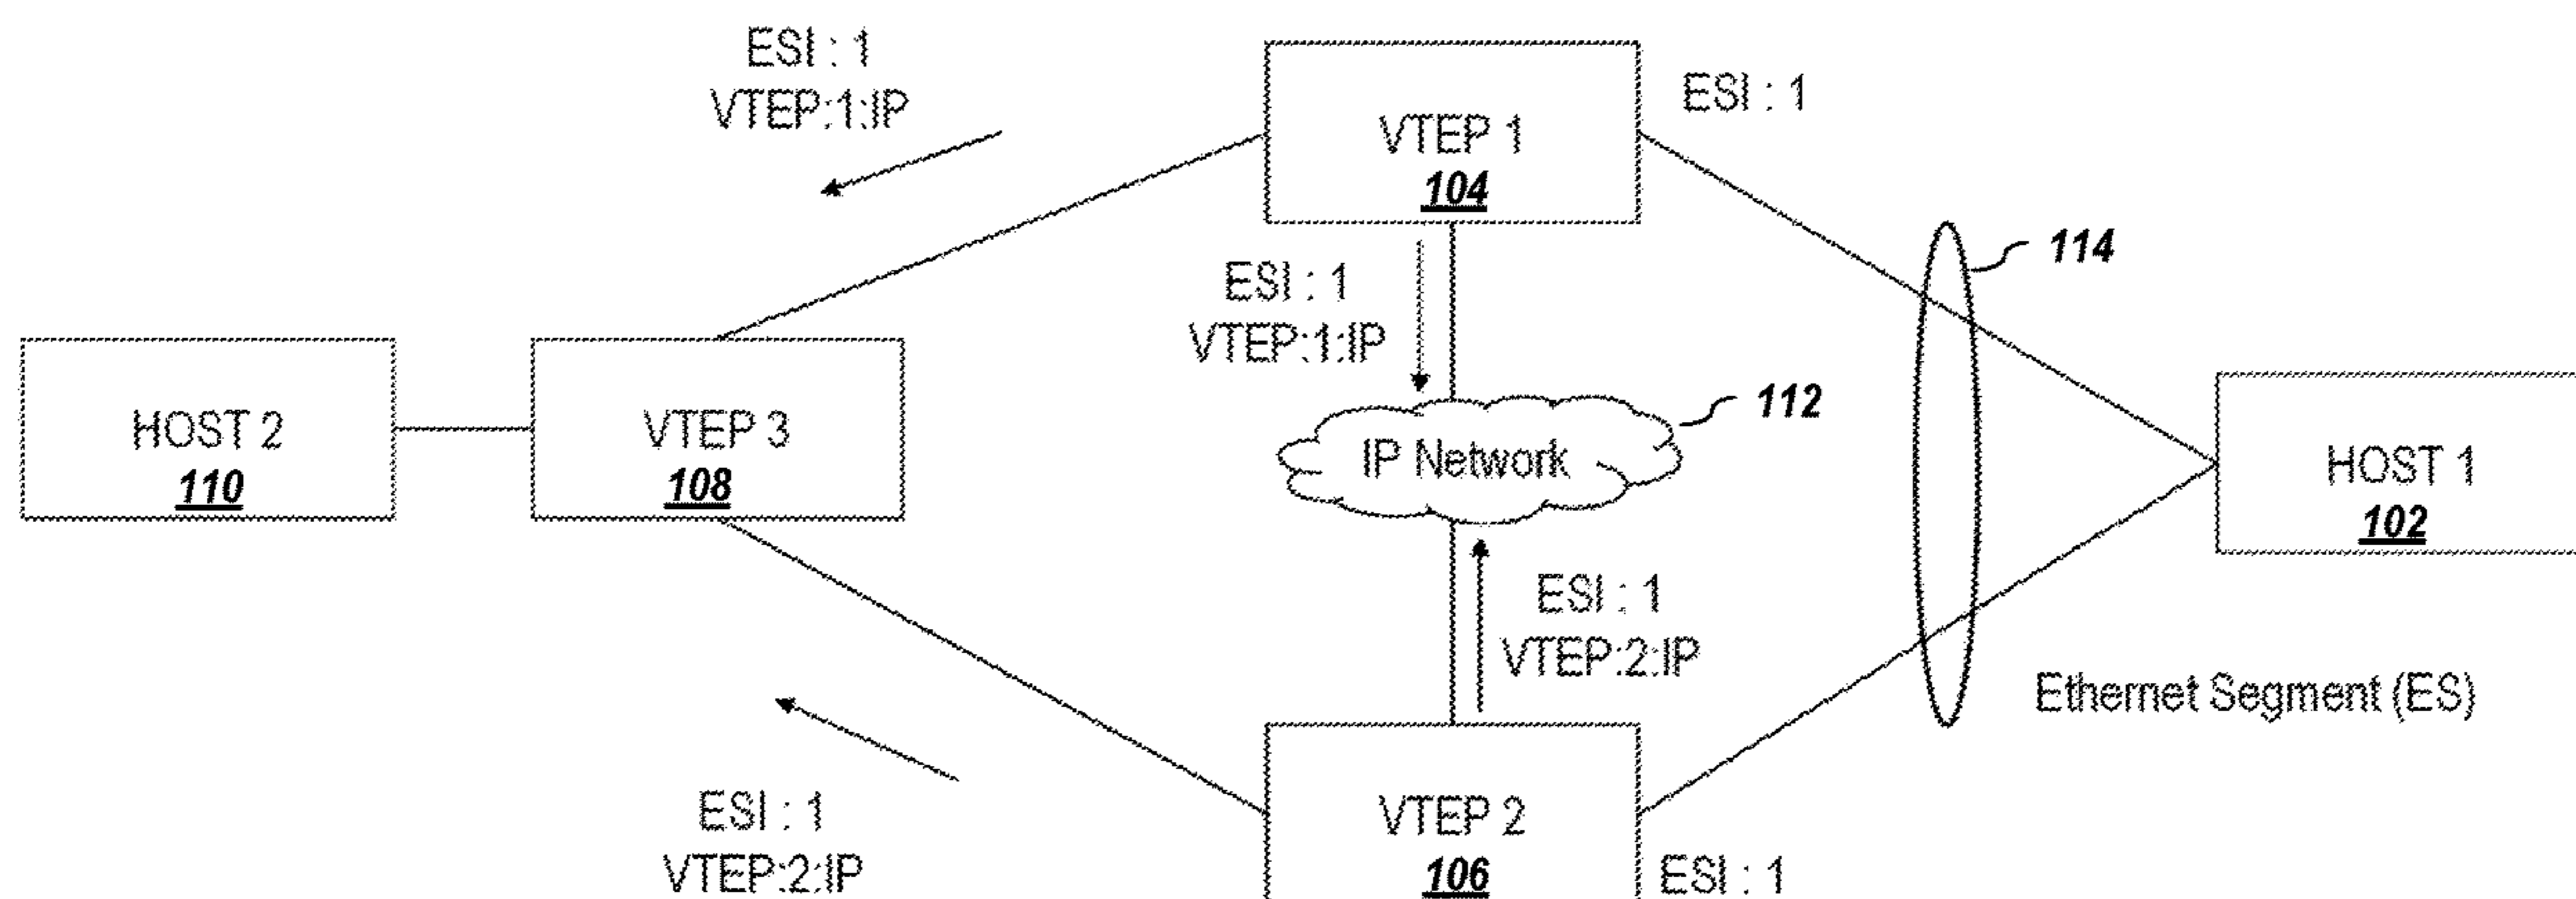 ESI : 1
VTEP:1:IP
VTEP 1
104
ESI : 1
114
ESI : 1
VTEP:1:IP
112
HOST 2
110
VTEP 3
108
IP Network
HOST 1
102
ESI : 1
VTEP:2:IP
Ethernet Segment (ES)
ESI : 1
VTEP:2:IP
VTEP 2
106
ESI : 1